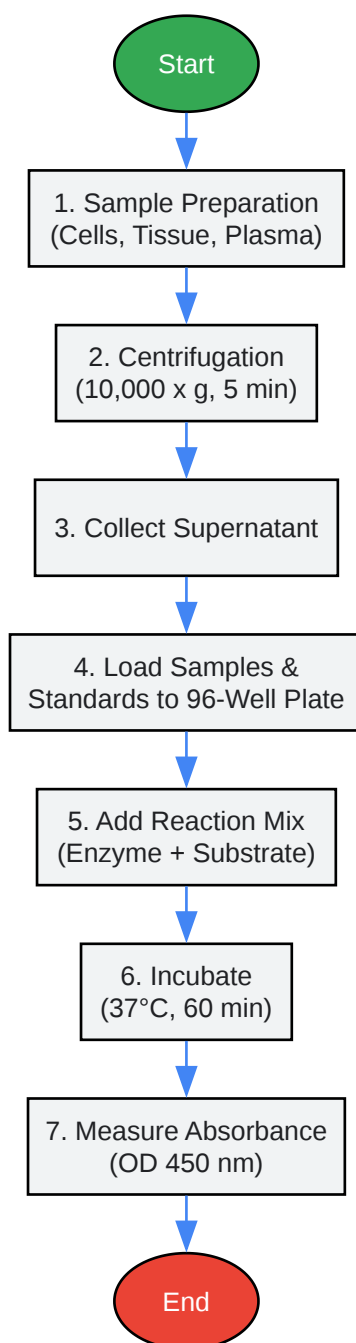 Start
1. Sample Preparation
(Cells, Tissue, Plasma)
2. Centrifugation
(10,000 x g, 5 min)
3. Collect Supernatant
4. Load Samples &
Standards to 96-Well Plate
5. Add Reaction Mix
(Enzyme + Substrate)
6. Incubate
(37°C, 60 min)
7. Measure Absorbance
(OD 450 nm)
End